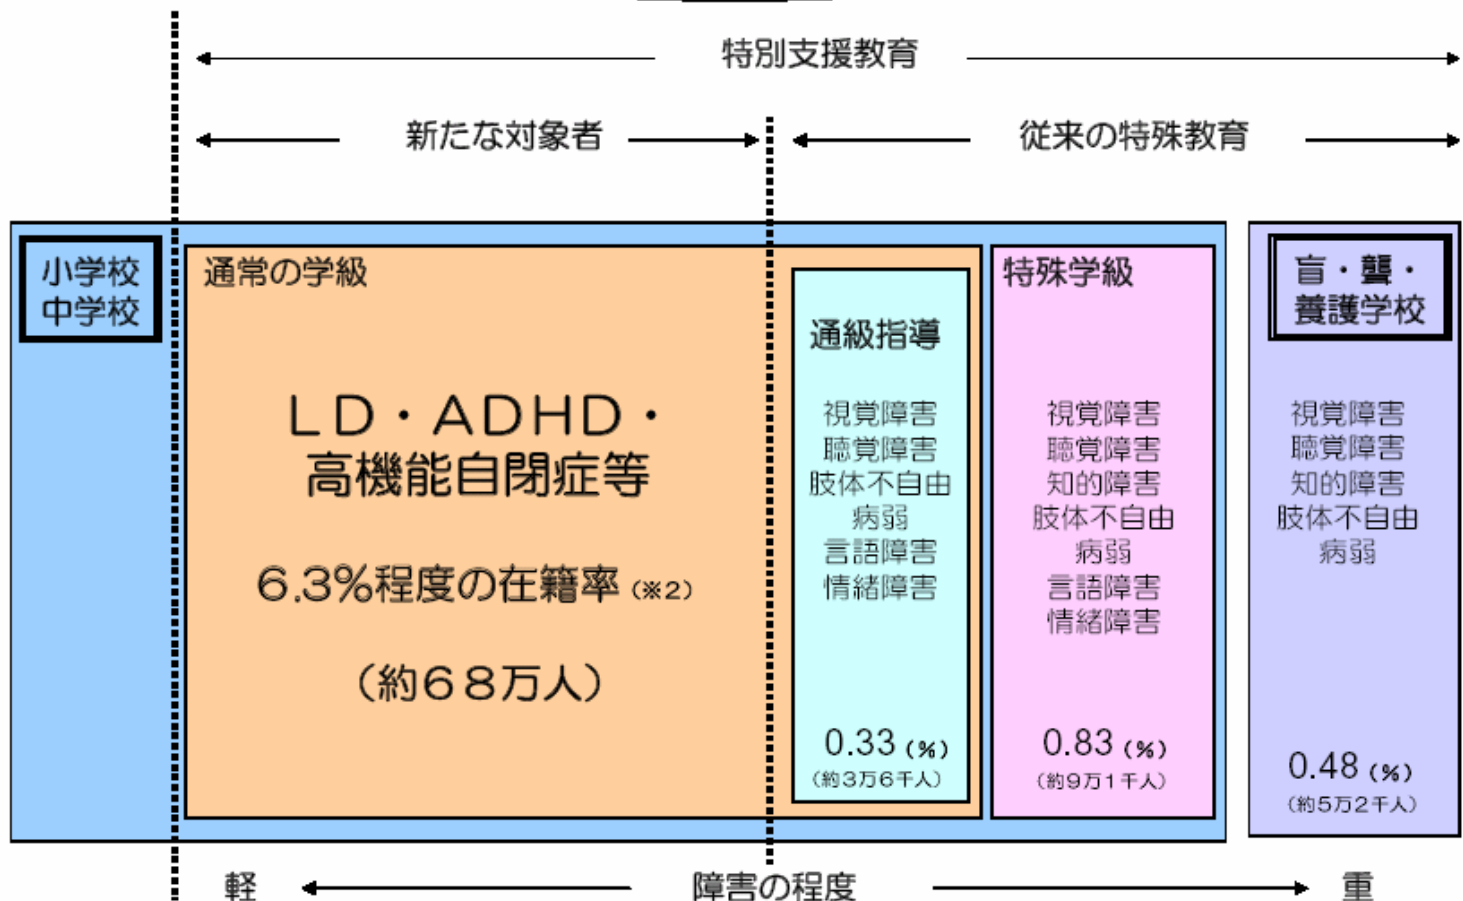 特別支援教育
新たな対象者
従来の特殊教育
小学校
中学校
通常の学級
LD・ADHD・
高機能自閉症等
6.3%程度の在籍率(※2)
(約68万人)
通級指導
視覚障害
聴覚障害
肢体不自由
病弱
言語障害
情緒障害
0.33(%)
(約3万6千人)
特殊学級
視覚障害
聴覚障害
知的障害
肢体不自由
病弱
言語障害
情緒障害
0.83(%)
(約9万1千人)
盲・聾・
養護学校
視覚障害
聴覚障害
知的障害
肢体不自由
病弱
0.48(%)
(約5万2千人)
軽 障害の程度 重